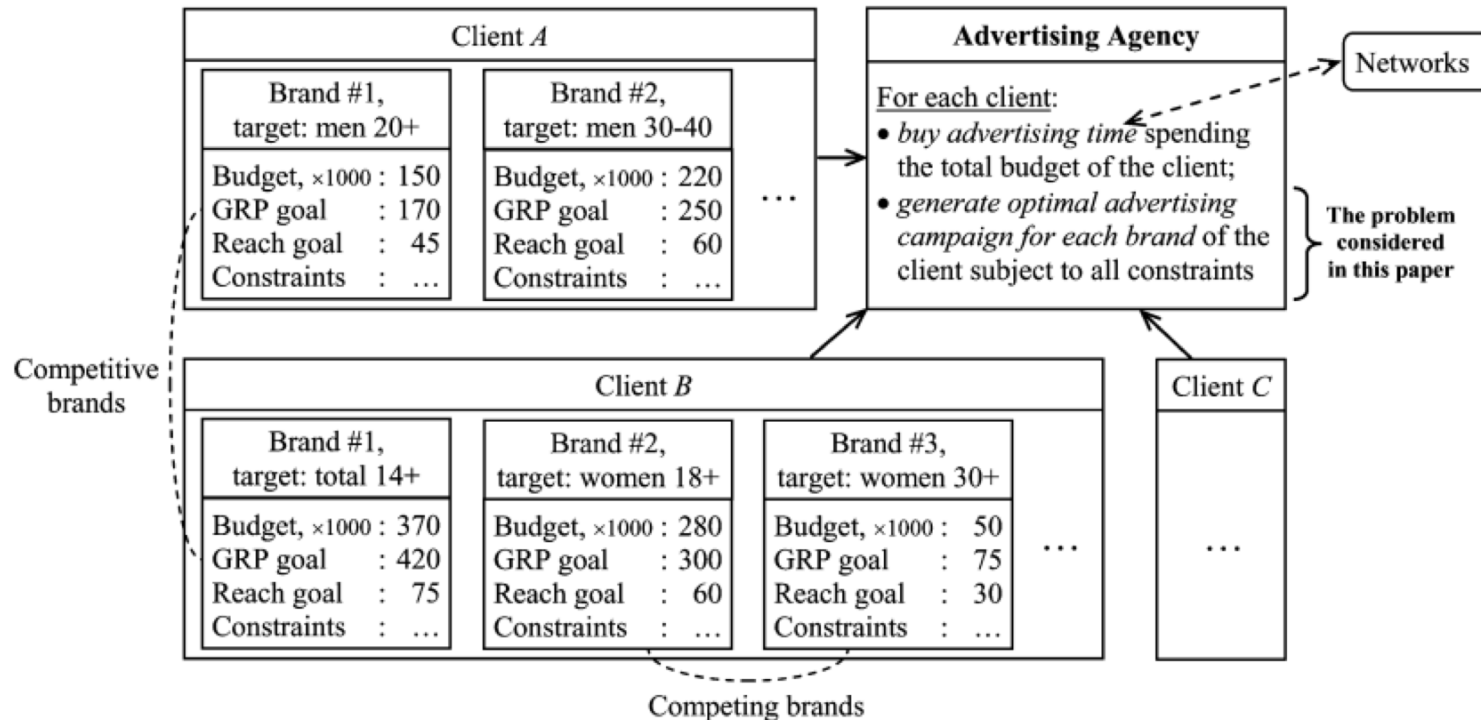 Client A
Brand #1,
target: men 20+
Budget, ×1000 : 150
GRP goal : 170
Reach goal : 45
Constraints : ...
Brand #2,
target: men 30-40
Budget, ×1000 : 220
GRP goal : 250
Reach goal : 60
Constraints : ...
...
Advertising Agency
For each client:
• buy advertising time spending
the total budget of the client;
• generate optimal advertising
campaign for each brand of the
client subject to all constraints
Networks
The problem
considered
in this paper
Competitive
brands
Client B
Brand #1,
target: total 14+
Budget, ×1000 : 370
GRP goal : 420
Reach goal : 75
Constraints : ...
Brand #2,
target: women 18+
Budget, ×1000 : 280
GRP goal : 300
Reach goal : 60
Constraints : ...
Brand #3,
target: women 30+
Budget, ×1000 : 50
GRP goal : 75
Reach goal : 30
Constraints : ...
...
Client C
...
Competing brands